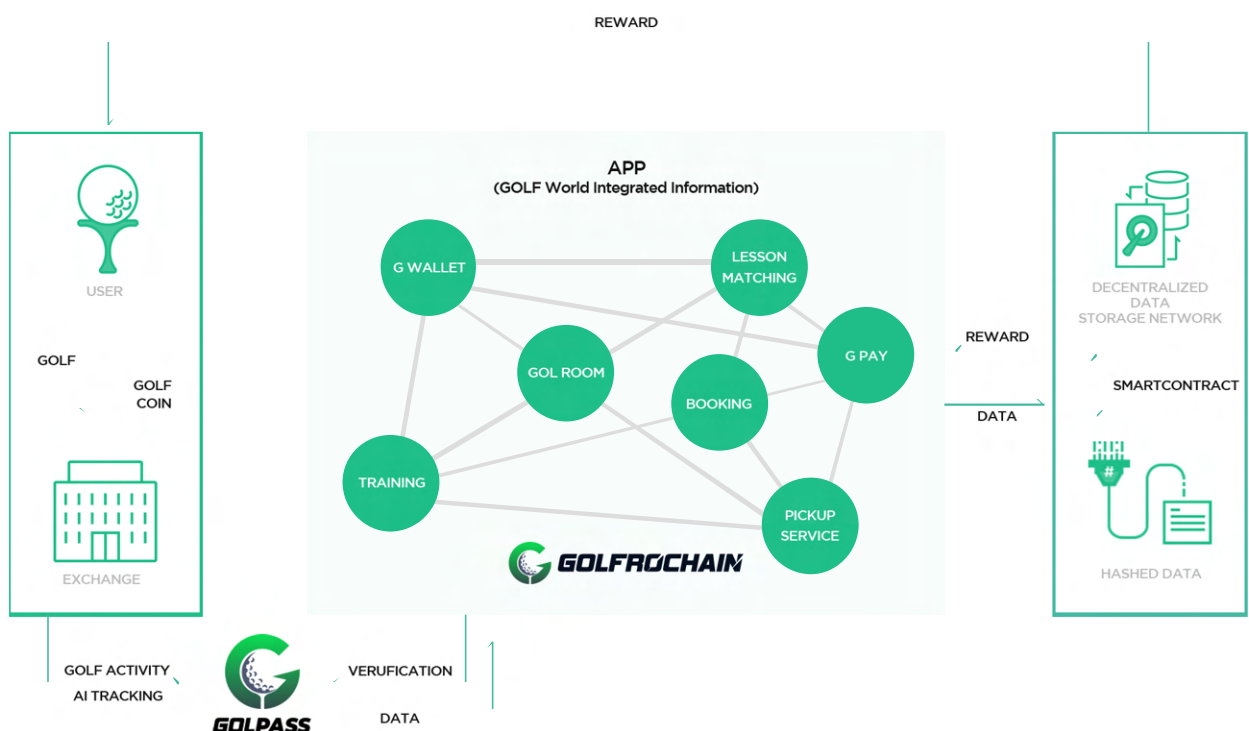 REWARD
APP
(GOLF World Integrated Information)
G WALLET
LESSON
MATCHING
GOL ROOM
G PAY
BOOKING
TRAINING
PICKUP
SERVICE
GOLFROCHAIN
USER
GOLF
GOLF
COIN
EXCHANGE
REWARD
DATA
DECENTRALIZED
DATA
STORAGE NETWORK
SMARTCONTRACT
#
HASHED DATA
GOLF ACTIVITY
AI TRACKING
GOLPASS
VERUFICATION
DATA